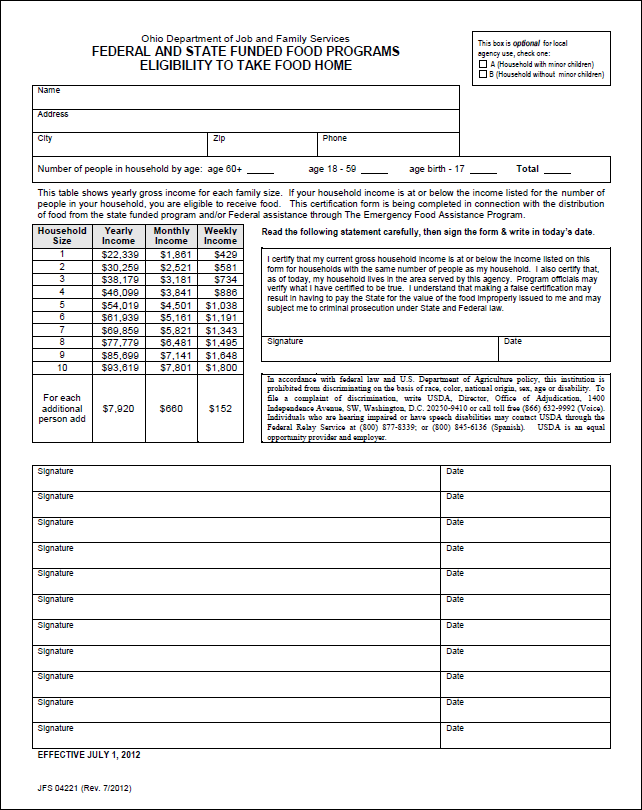 Ohio Department of Job and Family Services
FEDERAL AND STATE FUNDED FOOD PROGRAMS
ELIGIBILITY TO TAKE FOOD HOME
This box is optional for local
agency use, check one:
A (Household with minor children)
B (Household without minor children)
Name
Address
City Zip Phone
Number of people in household by age: age 60+ _____ age 18 - 59 _____ age birth - 17 _____ Total _____
This table shows yearly gross income for each family size. If your household income is at or below the income listed for the number of
people in your household, you are eligible to receive food. This certification form is being completed in connection with the distribution
of food from the state funded program and/or Federal assistance through The Emergency Food Assistance Program.
Household Yearly Monthly Weekly
Size Income Income Income
1 $22,339 $1,861 $429
2 $30,259 $2,521 $581
3 $38,179 $3,181 $734
4 $46,099 $3,841 $886
5 $54,019 $4,501 $1,038
6 $61,939 $5,161 $1,191
7 $69,859 $5,821 $1,343
8 $77,779 $6,481 $1,495
9 $85,699 $7,141 $1,648
10 $93,619 $7,801 $1,800
For each
additional $7,920 $660 $152
person add
Read the following statement carefully, then sign the form & write in today's date.
I certify that my current gross household income is at or below the income listed on this
form for households with the same number of people as my household. I also certify that,
as of today, my household lives in the area served by this agency. Program officials may
verify what I have certified to be true. I understand that making a false certification may
result in having to pay the State for the value of the food improperly issued to me and may
subject me to criminal prosecution under State and Federal law.
Signature Date
In accordance with federal law and U.S. Department of Agriculture policy, this institution is
prohibited from discriminating on the basis of race, color, national origin, sex, age or disability. To
file a complaint of discrimination, write USDA, Director, Office of Adjudication, 1400
Independence Avenue, SW, Washington, D.C. 20250-9410 or call toll free (866) 632-9992 (Voice).
Individuals who are hearing impaired or have speech disabilities may contact USDA through the
Federal Relay Service at (800) 877-8339; or (800) 845-6136 (Spanish). USDA is an equal
opportunity provider and employer.
Signature Date
Signature Date
Signature Date
Signature Date
Signature Date
Signature Date
Signature Date
Signature Date
Signature Date
Signature Date
Signature Date
EFFECTIVE JULY 1, 2012
JFS 04221 (Rev. 7/2012)